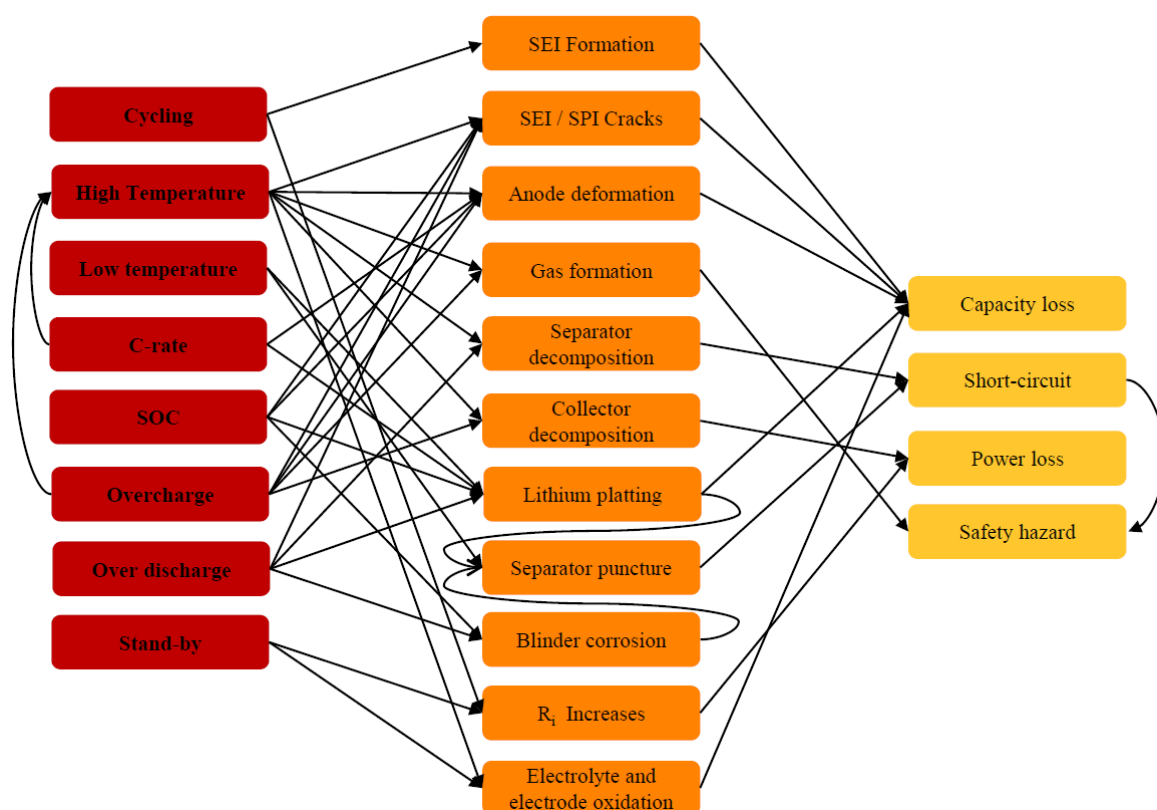 Cycling
High Temperature
Low temperature
C-rate
SOC
Overcharge
Over discharge
Stand-by
SEI Formation
SEI / SPI Cracks
Anode deformation
Gas formation
Separator
decomposition
Collector
decomposition
Lithium platting
Separator puncture
Blinder corrosion
Ri Increases
Electrolyte and
electrode oxidation
Capacity loss
Short-circuit
Power loss
Safety hazard